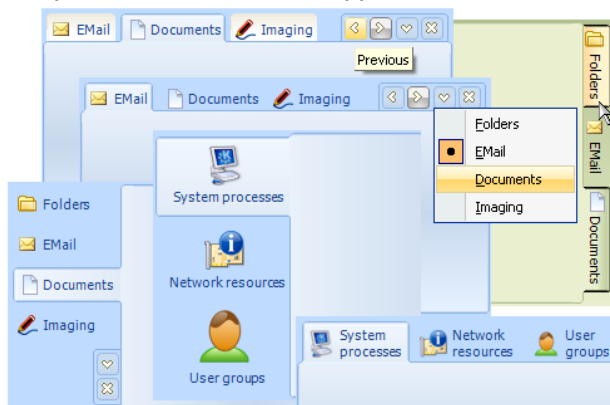 EMail Documents Imaging
Previous
EMail Documents Imaging
Folders
EMail
Documents
Imaging
Folders
EMail
Documents
System processes
Network resources
User groups
Folders
EMail
Documents
Imaging
System processes
Network resources
User groups